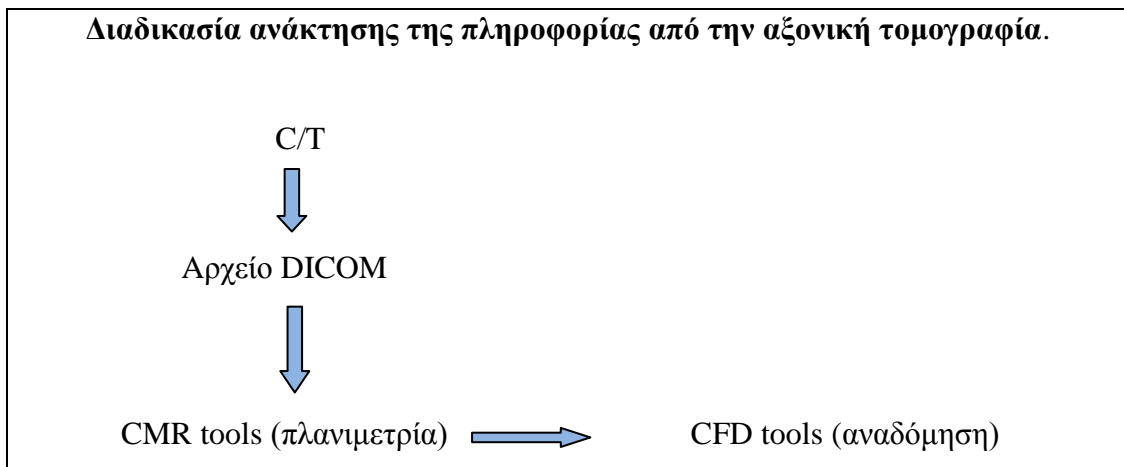 Διαδικασία ανάκτησης της πληροφορίας από την αξονική τομογραφία.
C/T
Αρχείο DICOM
CMR tools (πλανιμετρία)
CFD tools (αναδόμηση)